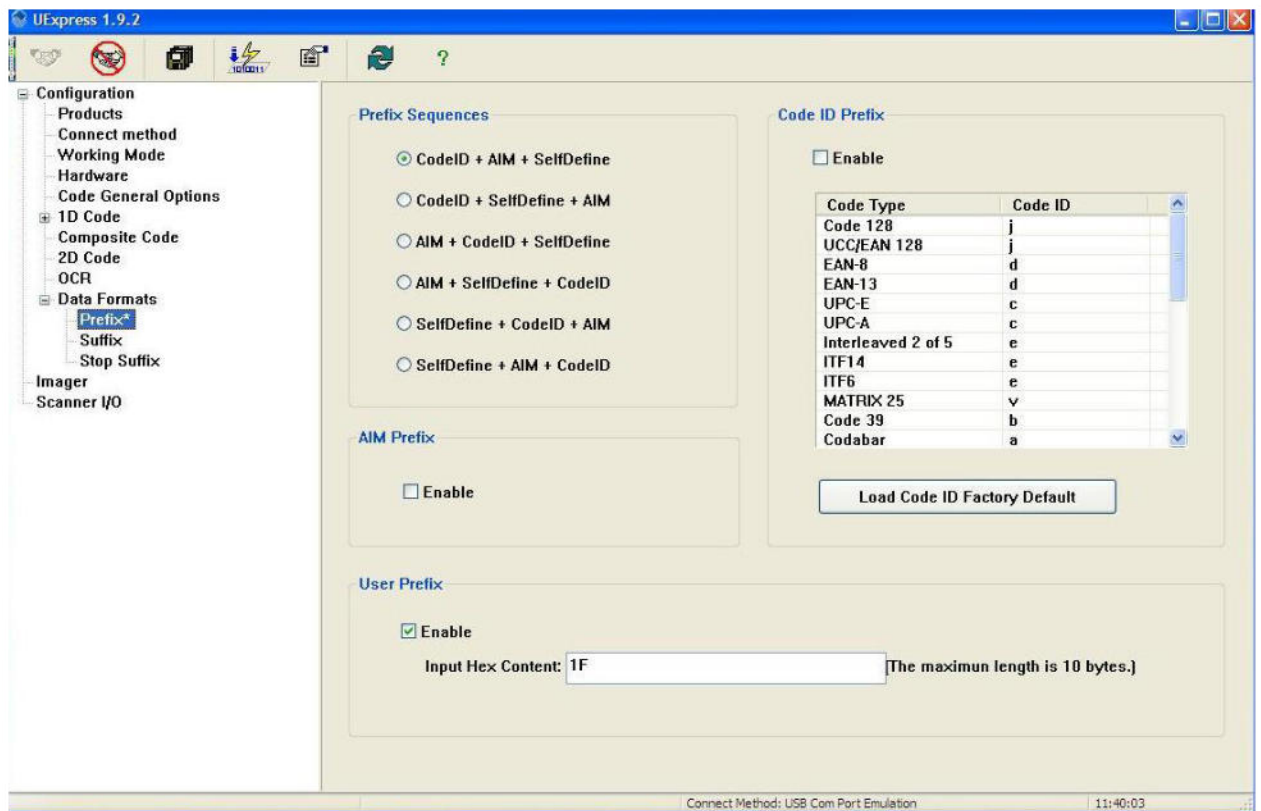 UExpress 1.9.2
1010011
?
Configuration
Products
Connect method
Working Mode
Hardware
Code General Options
1D Code
Composite Code
2D Code
OCR
Data Formats
Prefix*
Suffix
Stop Suffix
Imager
Scanner I/O
Prefix Sequences
CodeID + AIM + SelfDefine
CodeID + SelfDefine + AIM
AIM + CodeID + SelfDefine
AIM + SelfDefine + CodeID
SelfDefine + CodeID + AIM
SelfDefine + AIM + CodeID
AIM Prefix
Enable
Code ID Prefix
Enable
Code Type Code ID
Code 128 j
UCC/EAN 128 j
EAN-8 d
EAN-13 d
UPC-E c
UPC-A c
Interleaved 2 of 5 e
ITF14 e
ITF6 e
MATRIX 25 v
Code 39 b
Codabar a
Load Code ID Factory Default
User Prefix
Enable
Input Hex Content: 1F (The maximun length is 10 bytes.)
Connect Method: USB Com Port Emulation 11:40:03